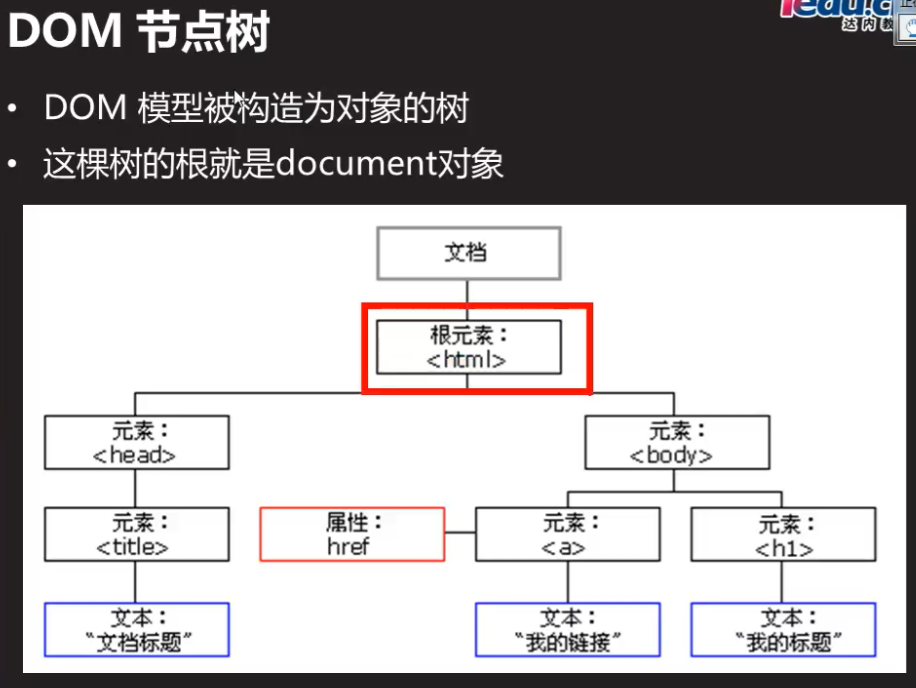 DOM 节点树
达内教
• DOM 模型被构造为对象的树
• 这棵树的根就是document对象
文档
根元素：
<html>
元素：
<head>
元素：
<body>
元素：
<title>
属性：
href
元素：
<a>
元素：
<h1>
文本：
“文档标题”
文本：
“我的链接”
文本：
“我的标题”